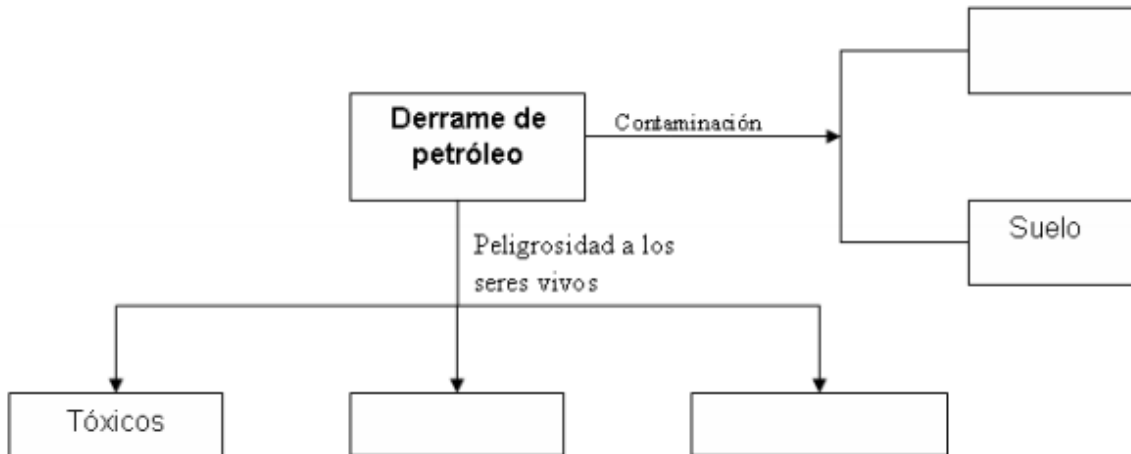 Derrame de
petróleo
Contaminación
Suelo
Peligrosidad a los
seres vivos
Tóxicos